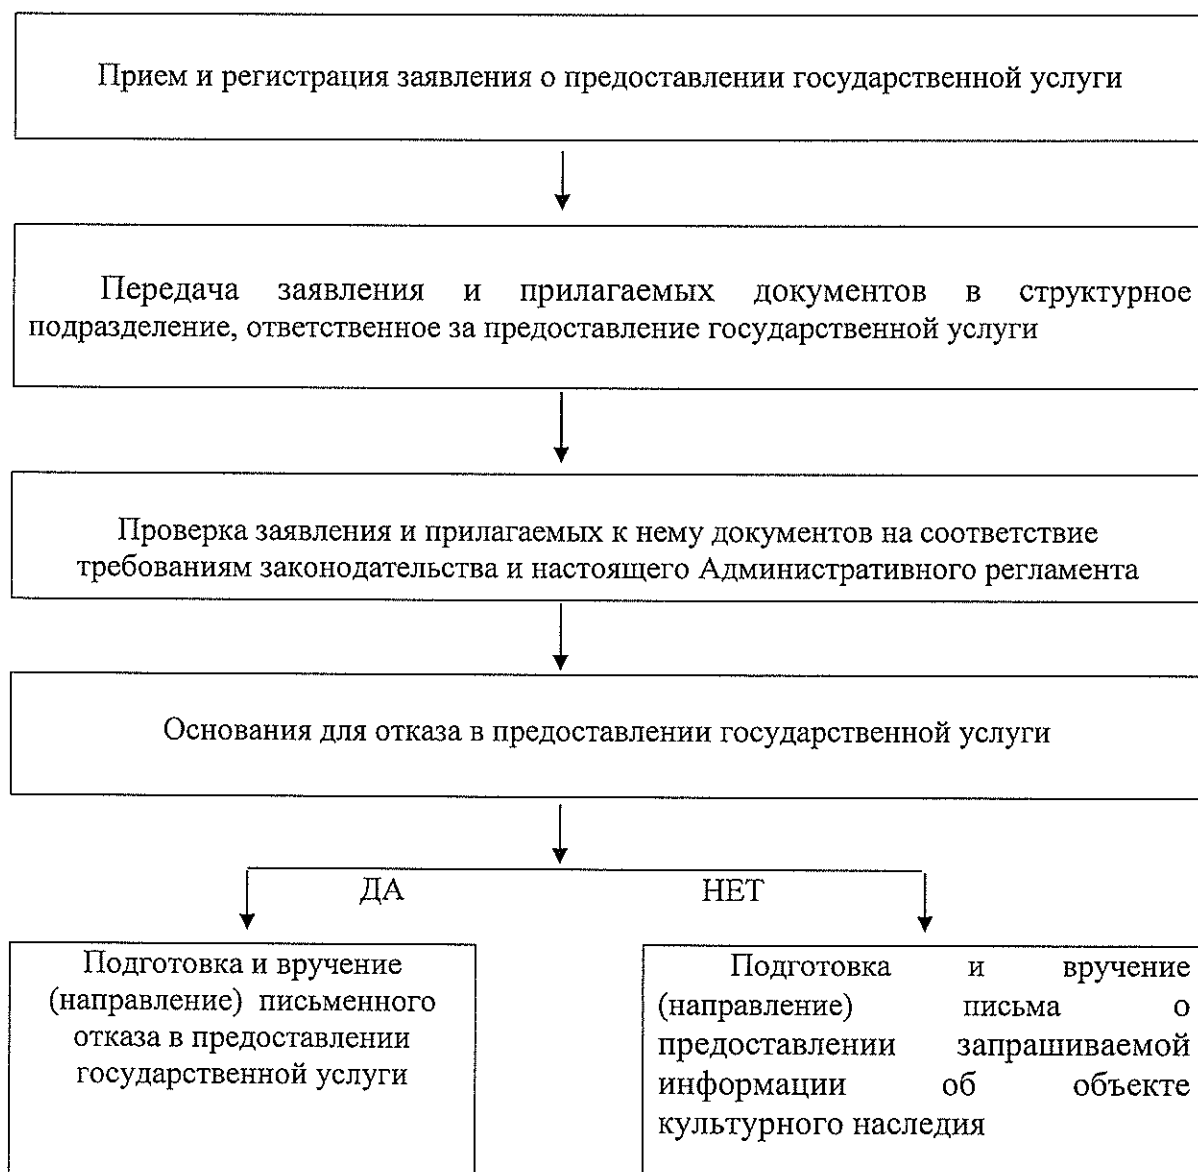 Прием и регистрация заявления о предоставлении государственной услуги
Передача заявления и прилагаемых документов в структурное
подразделение, ответственное за предоставление государственной услуги
Проверка заявления и прилагаемых к нему документов на соответствие
требованиям законодательства и настоящего Административного регламента
Основания для отказа в предоставлении государственной услуги
ДА
НЕТ
Подготовка и вручение
(направление) письменного
отказа в предоставлении
государственной услуги
Подготовка и вручение
(направление) письма о
предоставлении запрашиваемой
информации об объекте
культурного наследия